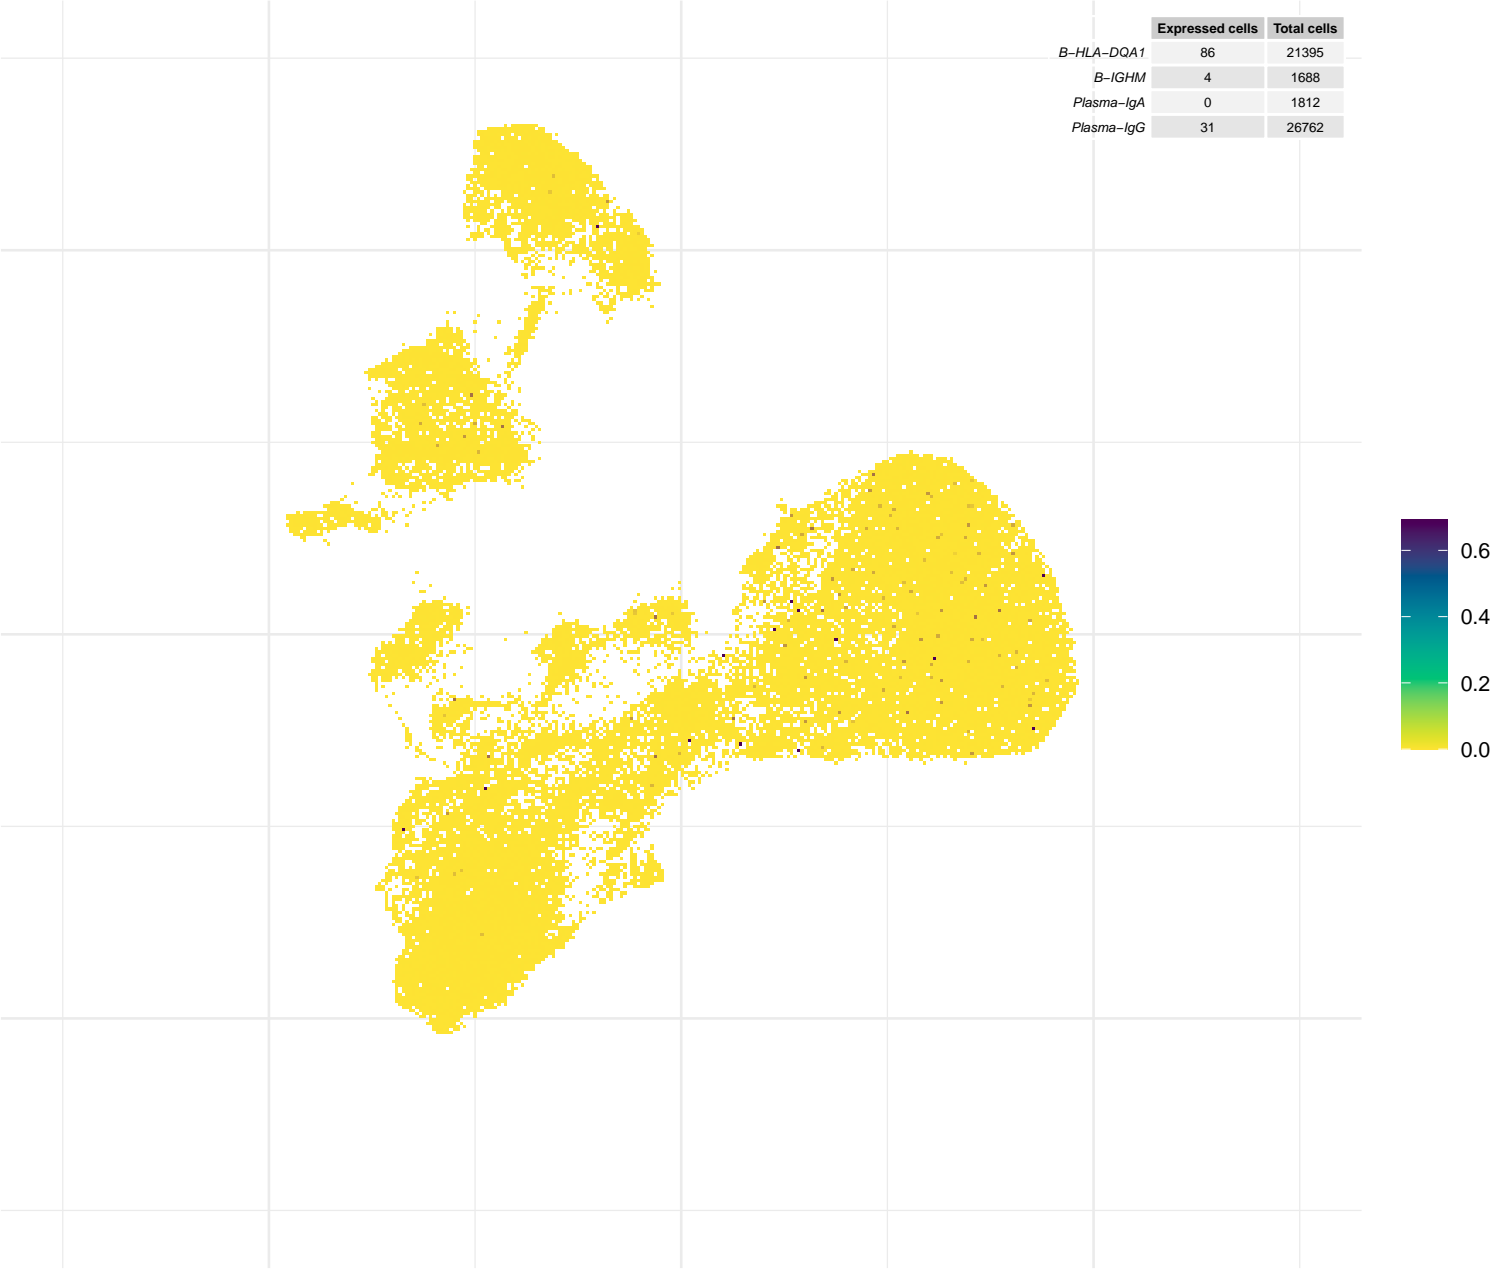 Expressed cells Total cells
B−HLA−DQA1 86 21395
B−IGHM 4 1688
Plasma−IgA 0 1812
Plasma−IgG 31 26762
0.6
0.4
0.2
0.0